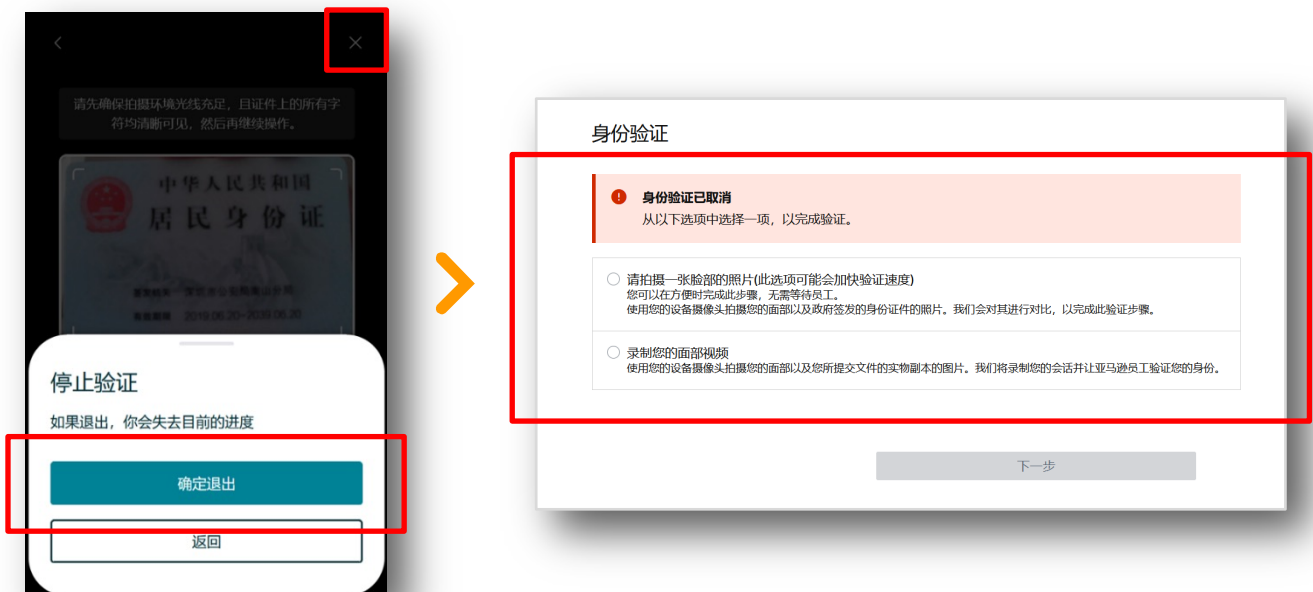 请先确保拍摄环境光线充足，且证件上的所有字
符均清晰可见，然后再继续操作。
中华人民共和国
居民身份证
签发机关
有效期限 2019.06.20-2039.06.20
停止验证
如果退出，你会失去目前的进度
确定退出
返回
身份验证
身份验证已取消
从以下选项中选择一项，以完成验证。
请拍摄一张脸部的照片(此选项可能会加快验证速度)
您可以在方便时完成此步骤，无需等待员工。
使用您的设备摄像头拍摄您的面部以及政府签发的身份证件的照片。我们会对其进行对比，以完成此验证步骤。
录制您的面部视频
使用您的设备摄像头拍摄您的面部以及您所提交文件的实物副本的图片。我们将录制您的会话并让亚马逊员工验证您的身份。
下一步